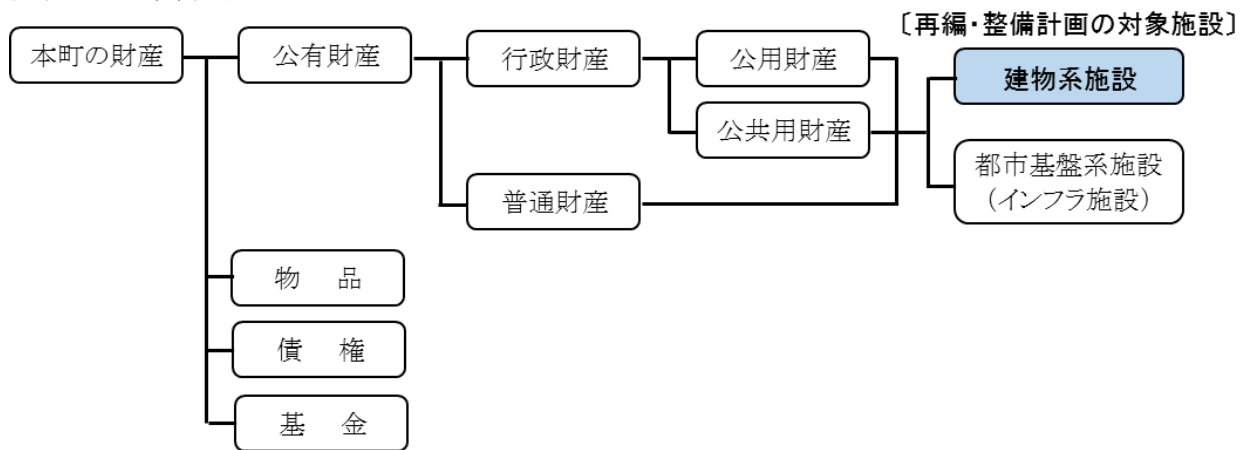 〔再編・整備計画の対象施設〕
本町の財産
公有財産
行政財産
公用財産
建物系施設
公共用財産
都市基盤系施設
(インフラ施設)
普通財産
物　品
債　権
基　金